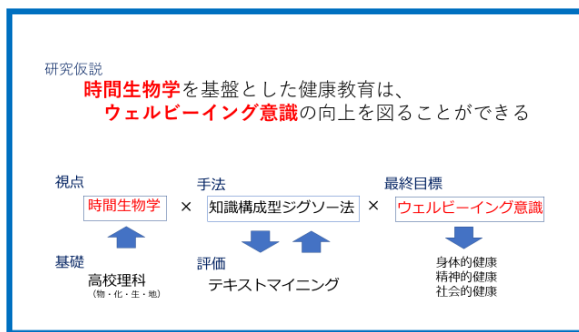 研究仮説
時間生物学を基盤とした健康教育は、
ウェルビーイング意識の向上を図ることができる
視点
手法
最終目標
時間生物学 × 知識構成型ジグソー法 × ウェルビーイング意識
基礎
評価
高校理科
(物・化・生・地)
テキストマイニング
身体的健康
精神的健康
社会的健康